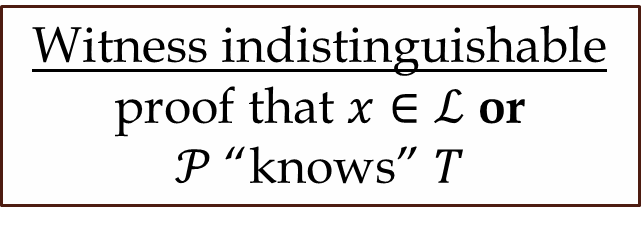 Witness indistinguishable
proof that 𝑥 ∈ ℒ or
𝒫 “knows” 𝑇